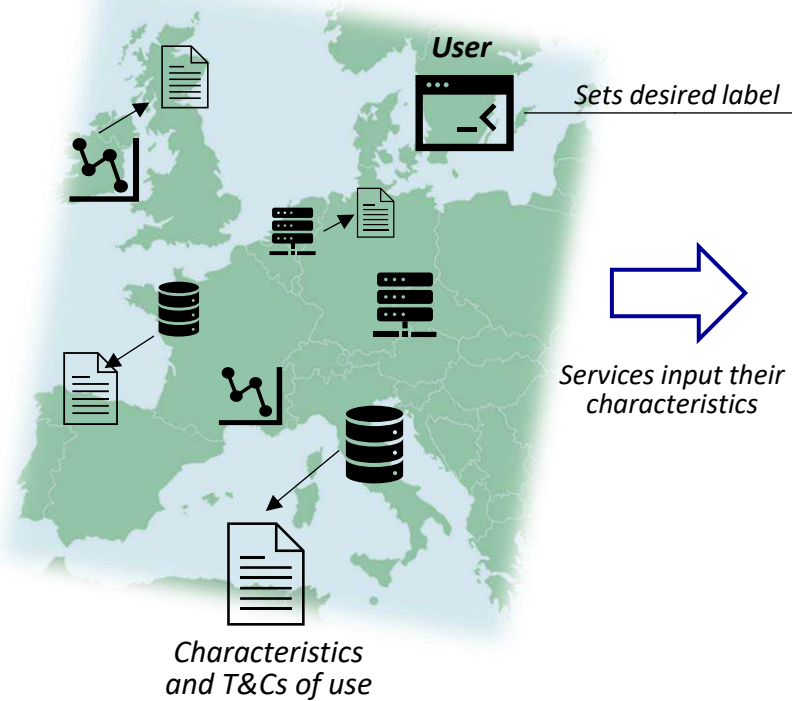 User
Sets desired label
Services input their
characteristics
Characteristics
and T&Cs of use